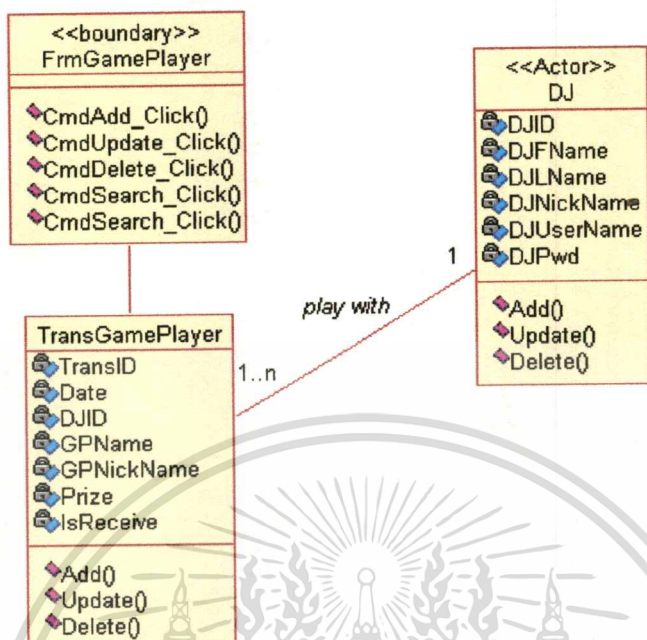 <<boundary>>
FrmGamePlayer
CmdAdd_Click()
CmdUpdate_Click()
CmdDelete_Click()
CmdSearch_Click()
CmdSearch_Click()
<<Actor>>
DJ
DJID
DJFName
DJLName
DJNickName
DJUserName
DJPwd
Add()
Update()
Delete()
1
play with
1..n
TransGamePlayer
TransID
Date
DJID
GPName
GPNickName
Prize
IsReceive
Add()
Update()
Delete()